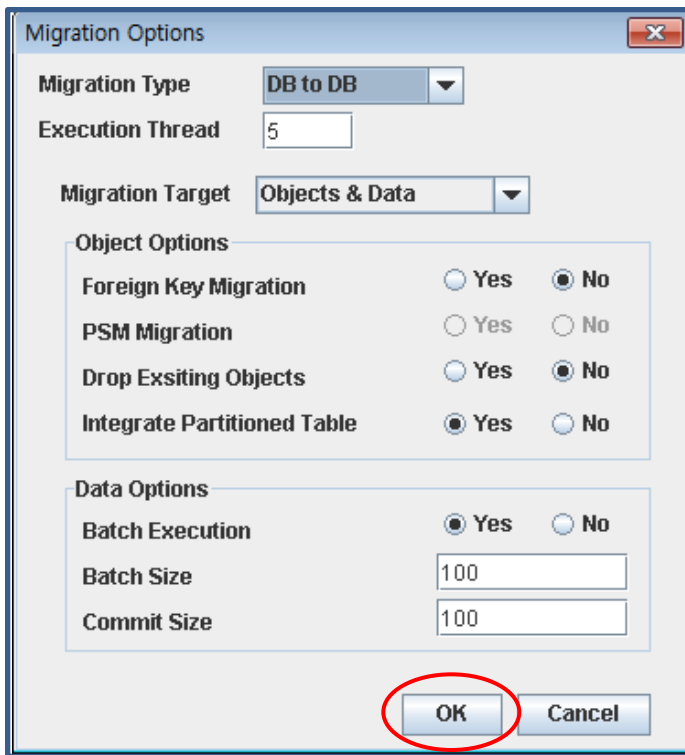 Migration Options
Migration Type DB to DB
Execution Thread 5
Migration Target Objects & Data
Object Options
Foreign Key Migration Yes No
PSM Migration Yes No
Drop Exsiting Objects Yes No
Integrate Partitioned Table Yes No
Data Options
Batch Execution Yes No
Batch Size 100
Commit Size 100
OK Cancel